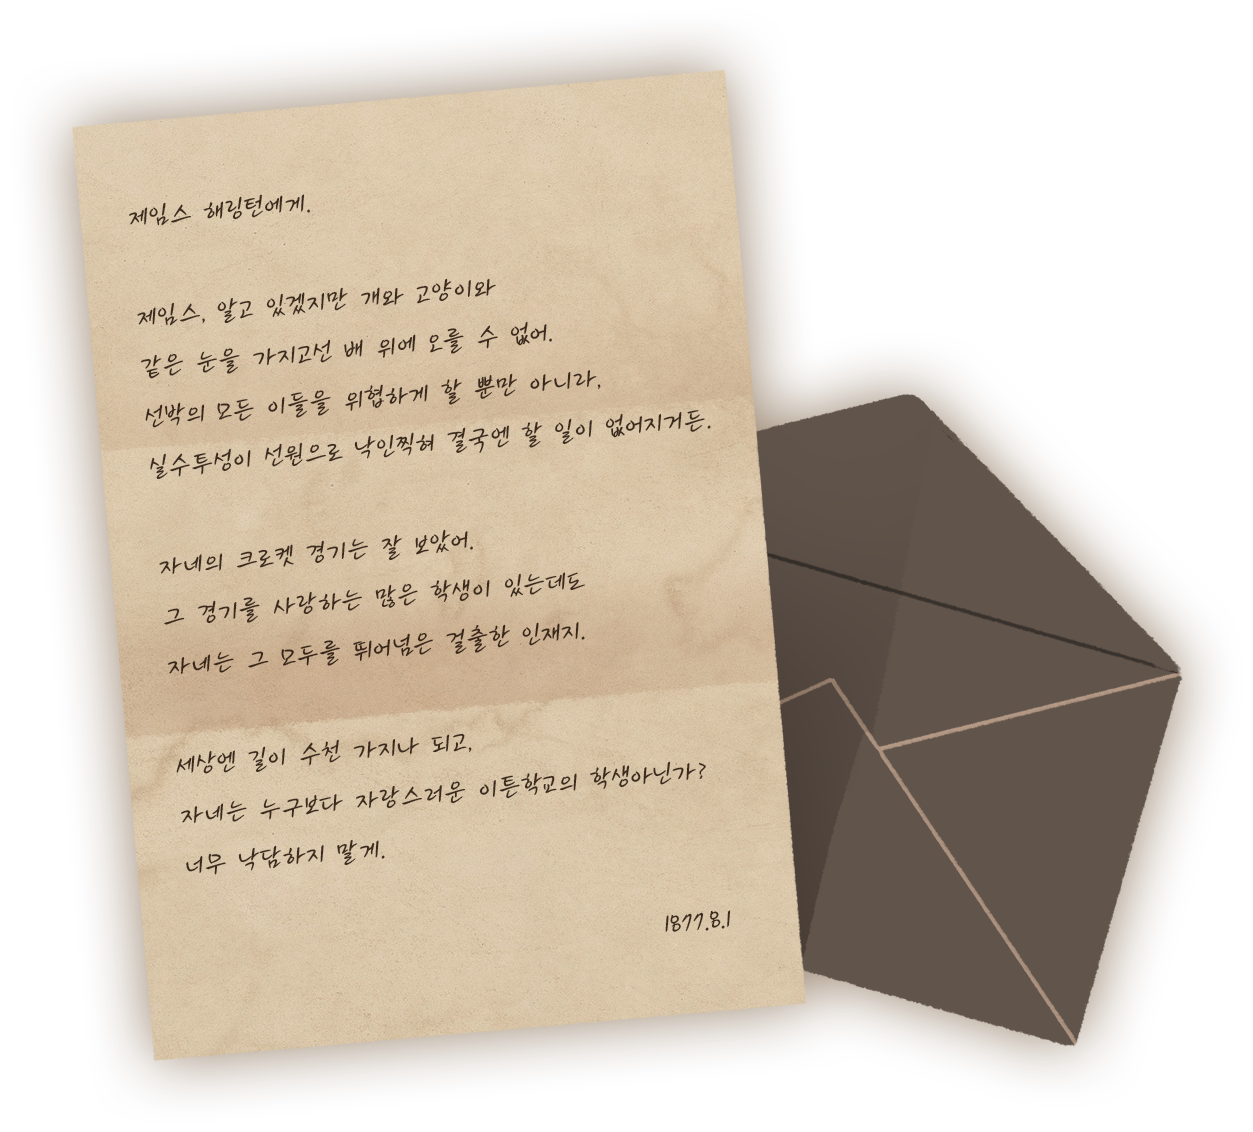 제임스 해링턴에게.
제임스, 알고 있겠지만 개와 고양이와
같은 눈을 가지고선 배 위에 오를 수 없어.
선박의 모든 이들을 위협하게 할 뿐만 아니라,
실수투성이 선원으로 낙인찍혀 결국엔 할 일이 없어지거든.
자네의 크로켓 경기는 잘 보았어.
그 경기를 사랑하는 많은 학생이 있는데도
자네는 그 모두를 뛰어넘은 걸출한 인재지.
세상엔 길이 수천 가지나 되고,
자네는 누구보다 자랑스러운 이튼학교의 학생아닌가?
너무 낙담하지 말게.
1877.8.1